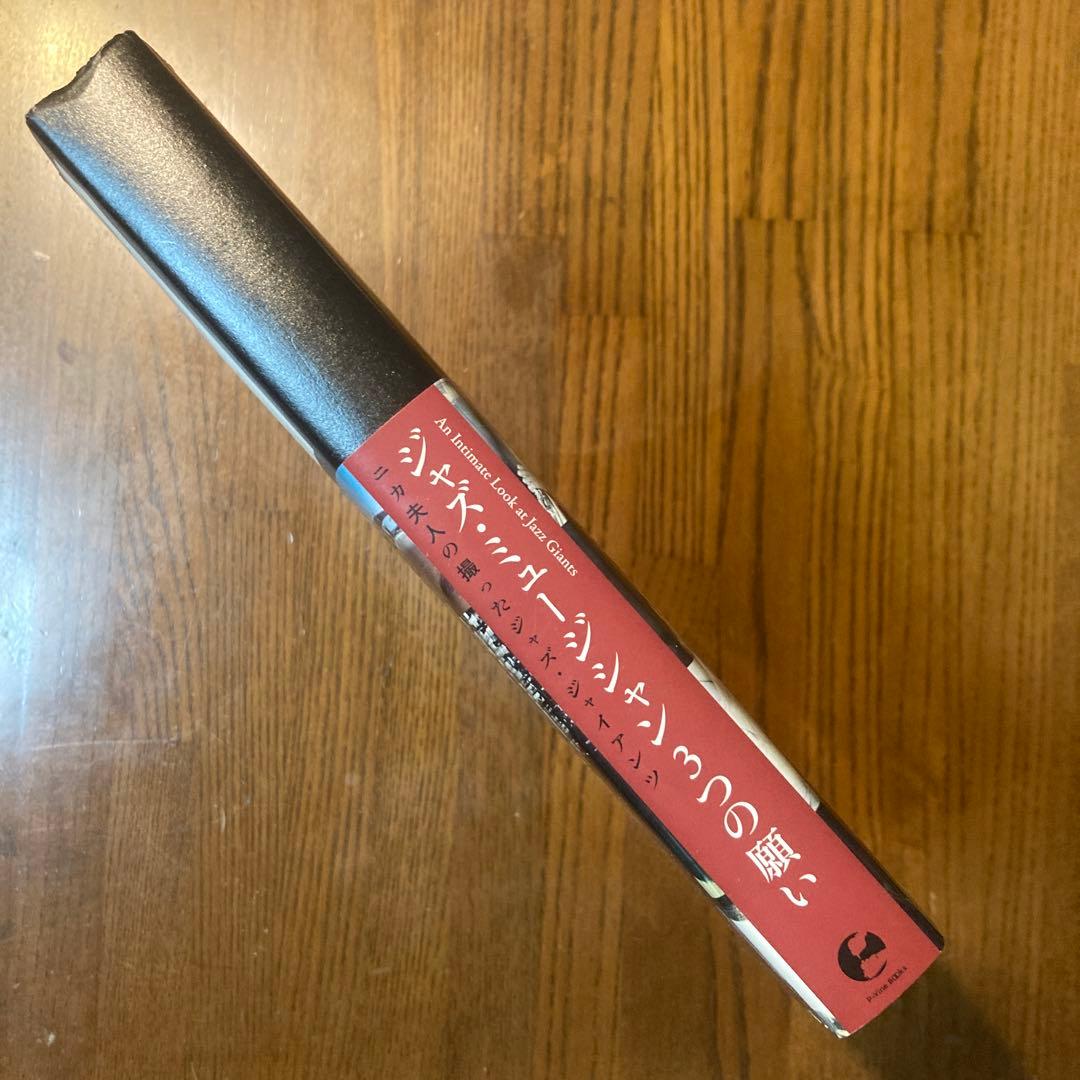 An Intimate Look at Jazz Giants
ジャズ・ミュージシャン3つの願い
ニカ夫人の撮ったジャズ・ジャイアンツ
P-Vine BOOKs